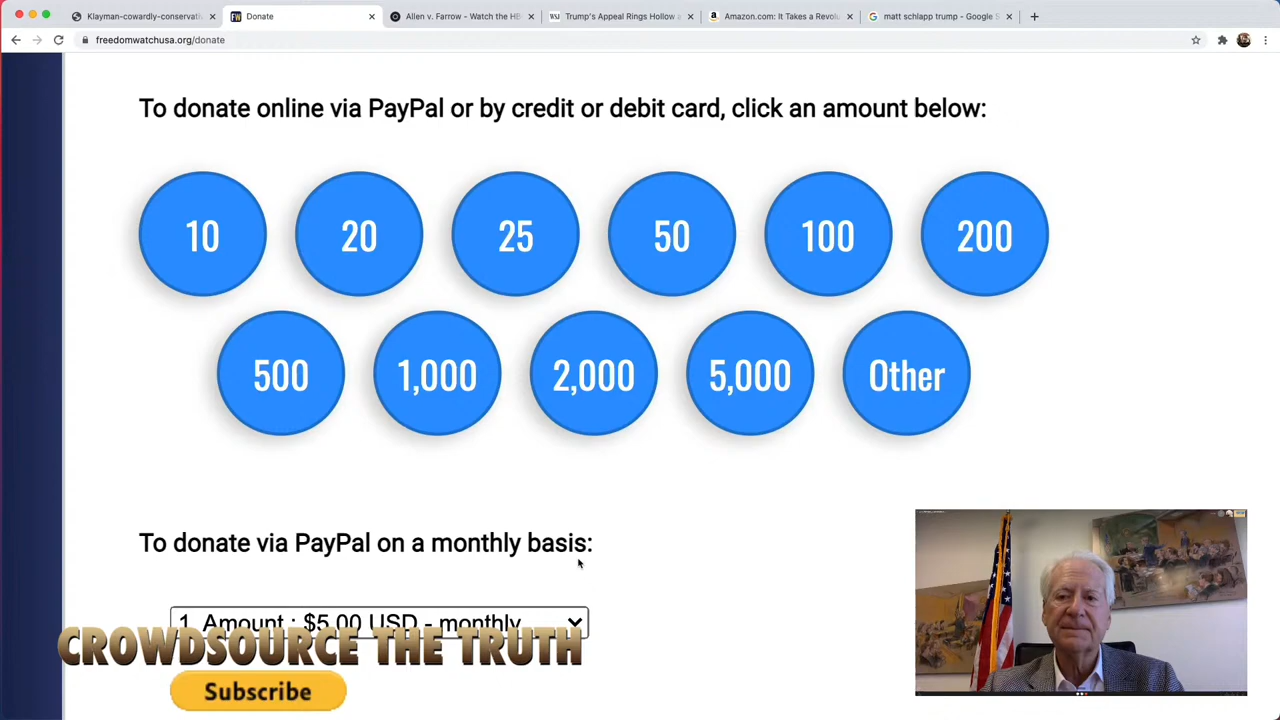 Klayman-cowardly-conservativ
Donate
Allen v. Farrow - Watch the HB
WSJ Trump's Appeal Rings Hollow a
Amazon.com: It Takes a Revolu
matt schlapp trump - Google S
freedomwatchusa.org/donate
To donate online via PayPal or by credit or debit card, click an amount below:
10 20 25 50 100 200
500 1,000 2,000 5,000 Other
To donate via PayPal on a monthly basis:
1. Amount : $5.00 USD - monthly
CROWDSOURCE THE TRUTH
Subscribe